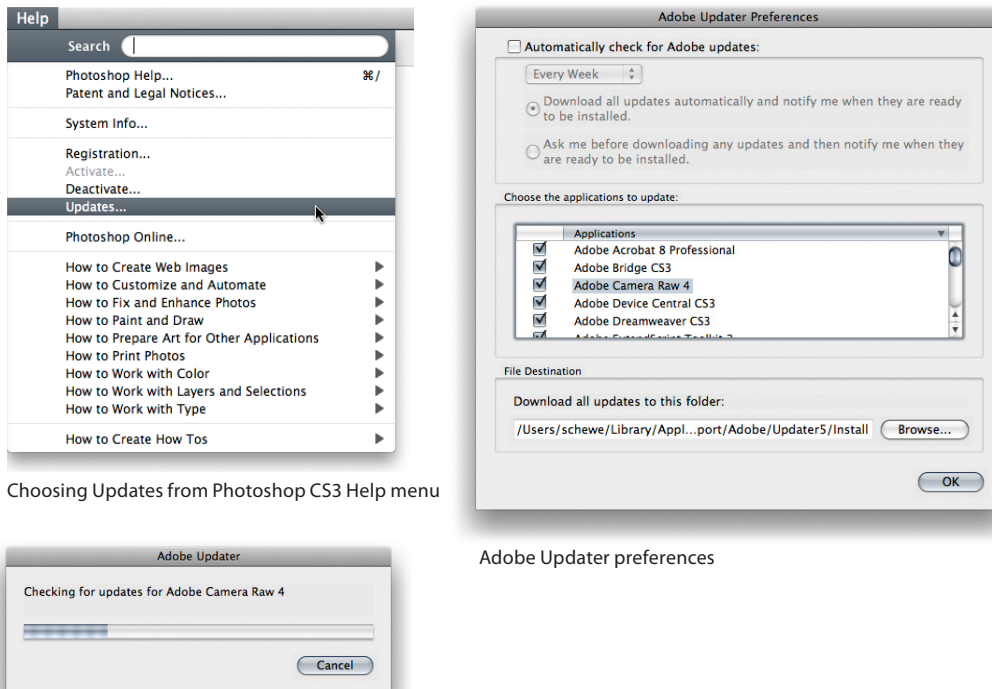 Help
Search
Photoshop Help... ⌘/
Patent and Legal Notices...
System Info...
Registration...
Activate...
Deactivate...
Updates...
Photoshop Online...
How to Create Web Images
How to Customize and Automate
How to Fix and Enhance Photos
How to Paint and Draw
How to Prepare Art for Other Applications
How to Print Photos
How to Work with Color
How to Work with Layers and Selections
How to Work with Type
How to Create How Tos
Choosing Updates from Photoshop CS3 Help menu
Adobe Updater Preferences
Automatically check for Adobe updates:
Every Week
Download all updates automatically and notify me when they are ready
to be installed.
Ask me before downloading any updates and then notify me when they
are ready to be installed.
Choose the applications to update:
Applications
Adobe Acrobat 8 Professional
Adobe Bridge CS3
Adobe Camera Raw 4
Adobe Device Central CS3
Adobe Dreamweaver CS3
Adobe ExtendScript Toolkit 2
File Destination
Download all updates to this folder:
/Users/schewe/Library/Appl...port/Adobe/Updater5/Install
Browse...
OK
Adobe Updater preferences
Adobe Updater
Checking for updates for Adobe Camera Raw 4
Cancel